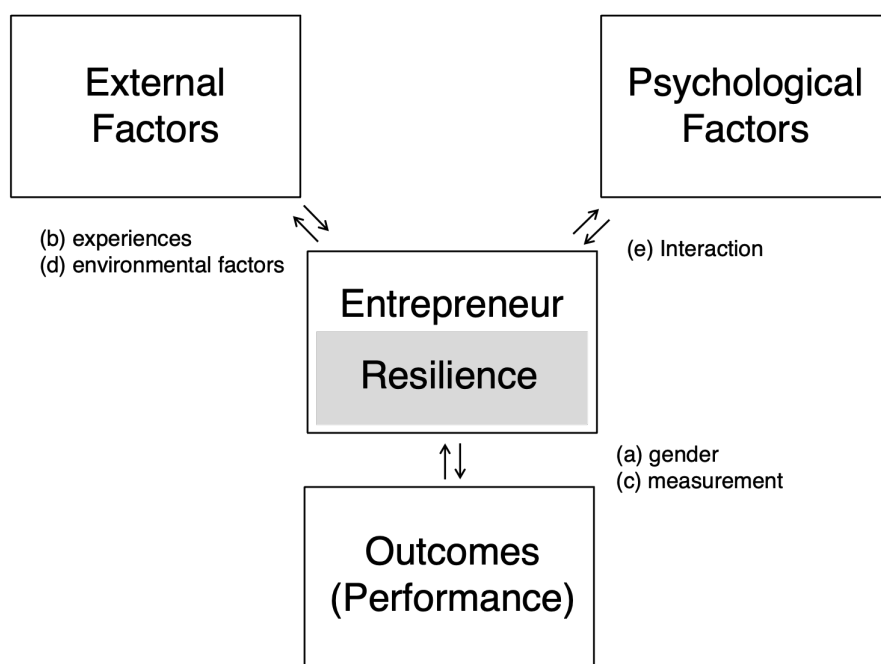 External
Factors
Psychological
Factors
(b) experiences
(d) environmental factors
(e) Interaction
Entrepreneur
Resilience
(a) gender
(c) measurement
Outcomes
(Performance)